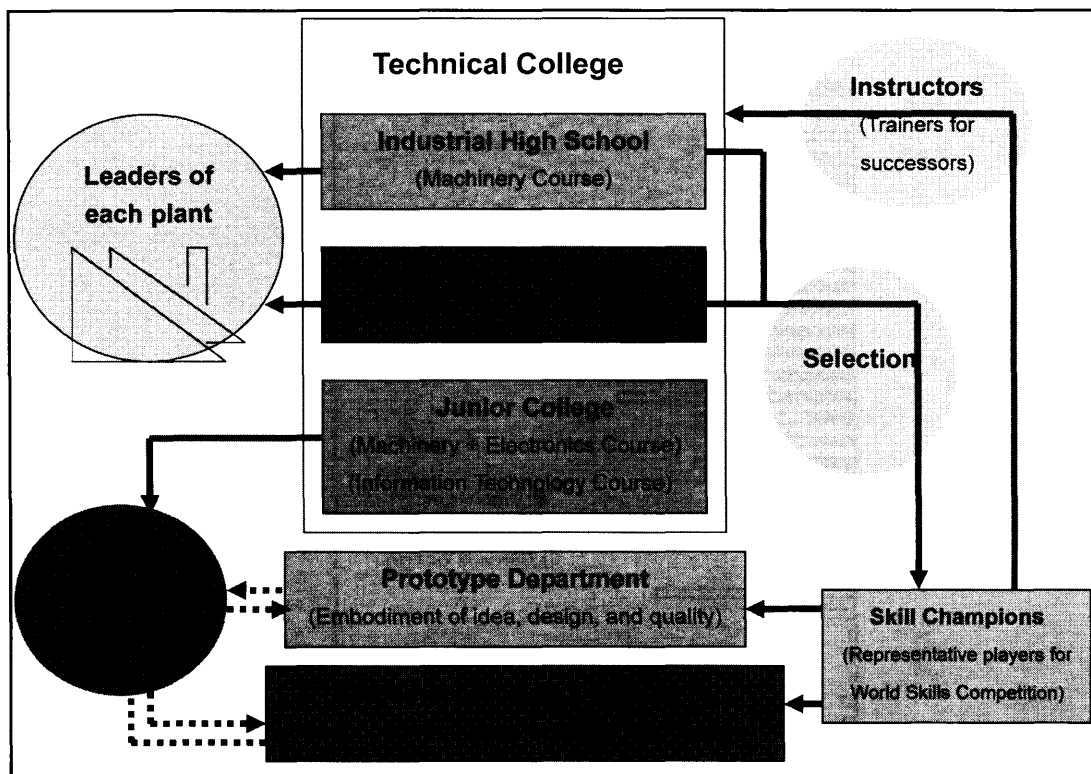 Technical College
Industrial High School
(Machinery Course)
Instructors
(Trainers for
successors)
Leaders of
each plant
Selection
Junior College
(Machinery + Electronics Course)
(Information Technology Course)
Prototype Department
(Embodiment of idea, design, and quality)
Skill Champions
(Representative players for
World Skills Competition)